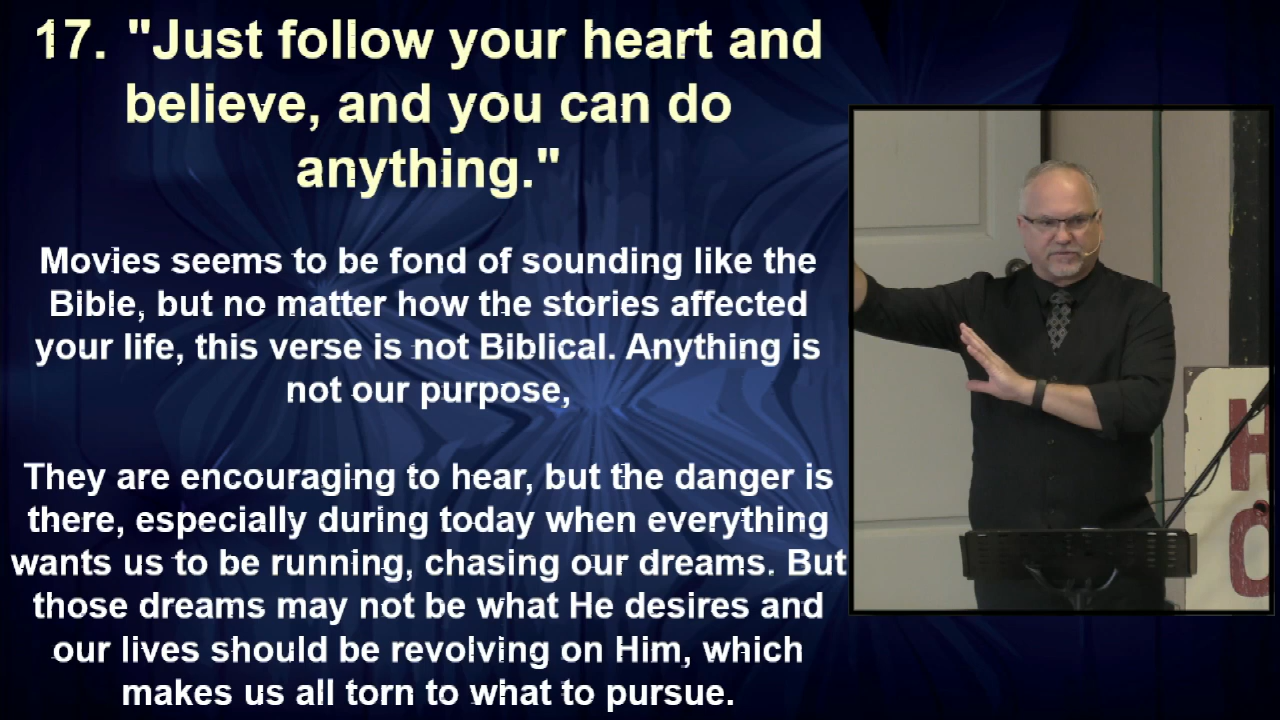 17. "Just follow your heart and
believe, and you can do
anything."
Movies seems to be fond of sounding like the
Bible, but no matter how the stories affected
your life, this verse is not Biblical. Anything is
not our purpose,
They are encouraging to hear, but the danger is
there, especially during today when everything
wants us to be running, chasing our dreams. But
those dreams may not be what He desires and
our lives should be revolving on Him, which
makes us all torn to what to pursue.
H
O